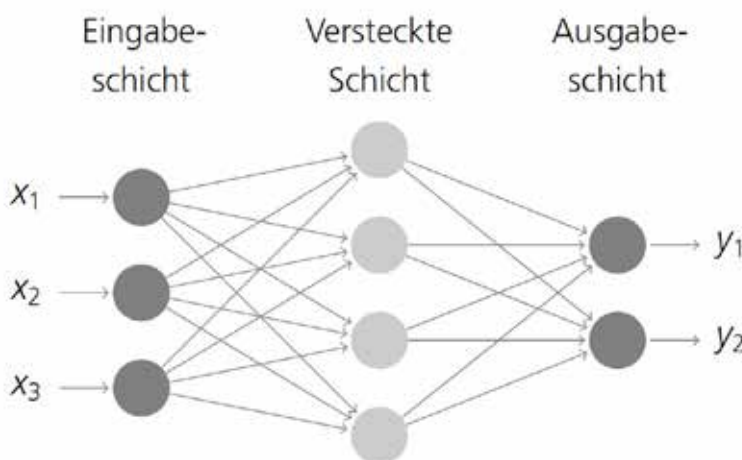 Eingabe-
schicht
Versteckte
Schicht
Ausgabe-
schicht
x₁
x₂
x₃
y₁
y₂